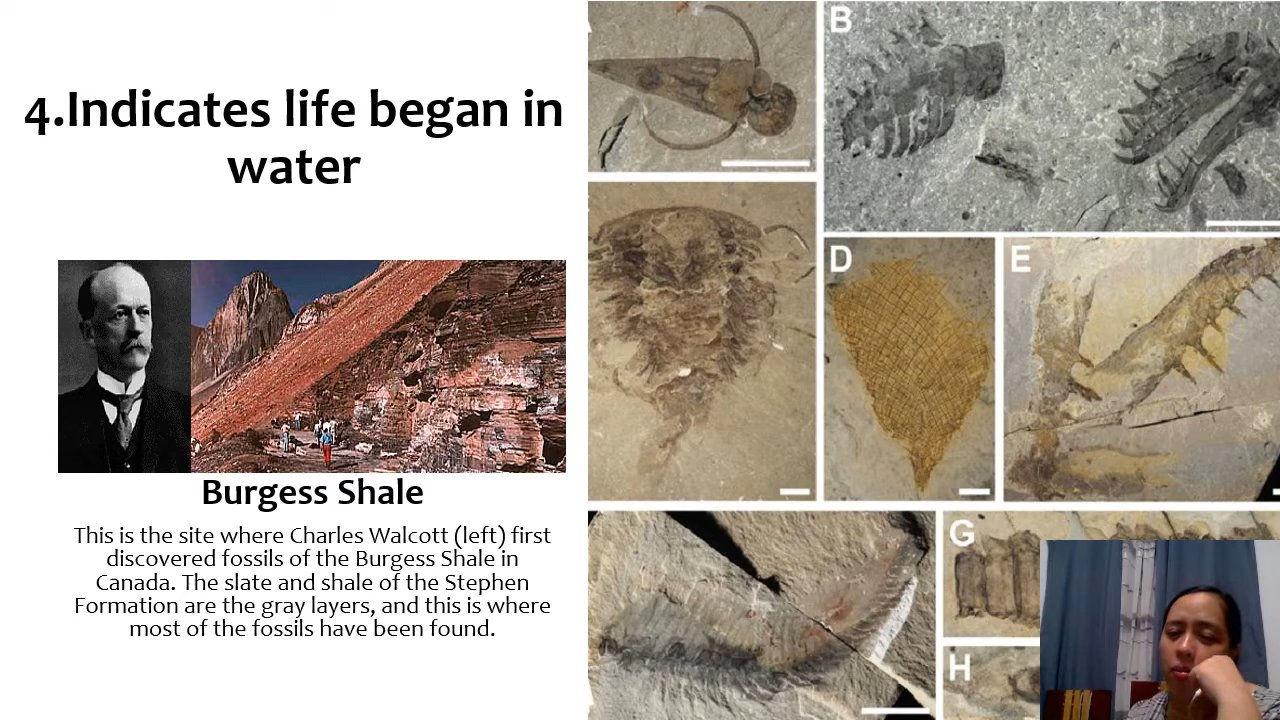 4.Indicates life began in
water
Burgess Shale
This is the site where Charles Walcott (left) first
discovered fossils of the Burgess Shale in
Canada. The slate and shale of the Stephen
Formation are the gray layers, and this is where
most of the fossils have been found.
B
D
E
G
H